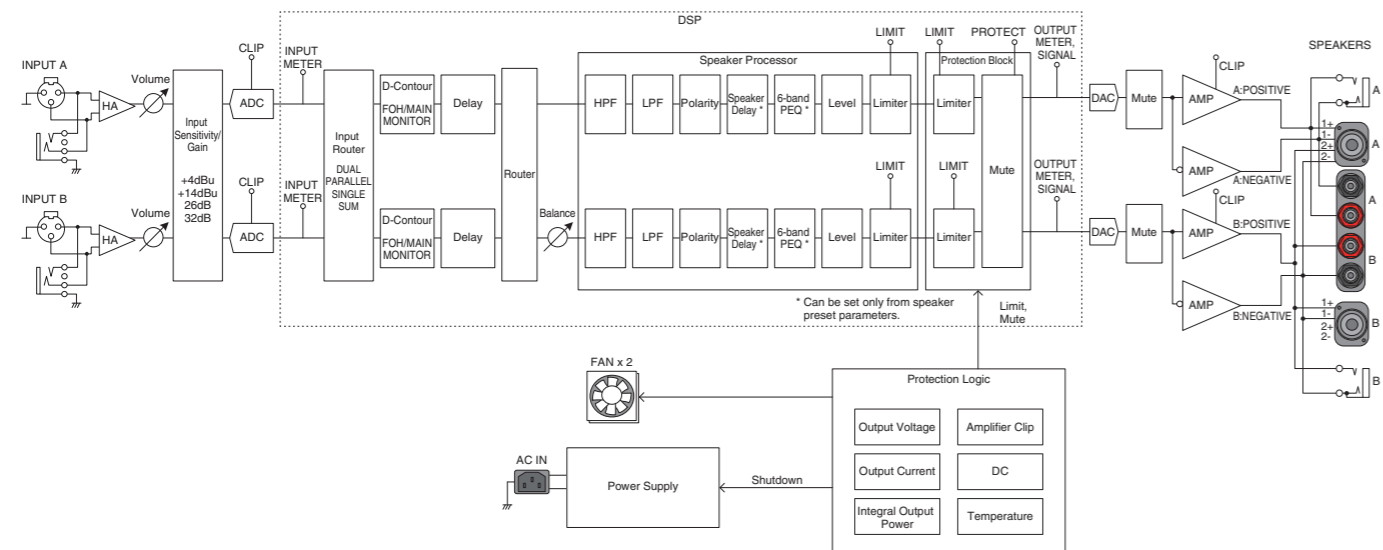 DSP
SPEAKERS
INPUT A
HA
Volume
Input
Sensitivity/
Gain
+4dBu
+14dBu
26dB
32dB
CLIP
ADC
INPUT
METER
Input
Router
DUAL
PARALLEL
SINGLE
SUM
D-Contour
FOH/MAIN
MONITOR
Delay
Router
Speaker Processor
HPF
LPF
Polarity
Speaker
Delay *
6-band
PEQ *
Level
Limiter
LIMIT
LIMIT
PROTECT
Protection Block
Limiter
Mute
OUTPUT
METER,
SIGNAL
DAC
Mute
CLIP
AMP
A:POSITIVE
AMP
A:NEGATIVE
INPUT B
HA
Volume
CLIP
ADC
INPUT
METER
D-Contour
FOH/MAIN
MONITOR
Delay
Balance
HPF
LPF
Polarity
Speaker
Delay *
6-band
PEQ *
Level
Limiter
LIMIT
LIMIT
Limiter
OUTPUT
METER,
SIGNAL
DAC
Mute
CLIP
AMP
B:POSITIVE
AMP
B:NEGATIVE
A
1+
1-
2+
2-
A
A
B
1+
1-
2+
2-
B
B
* Can be set only from speaker
preset parameters.
Limit,
Mute
FAN x 2
AC IN
Power Supply
Shutdown
Protection Logic
Output Voltage
Amplifier Clip
Output Current
DC
Integral Output
Power
Temperature